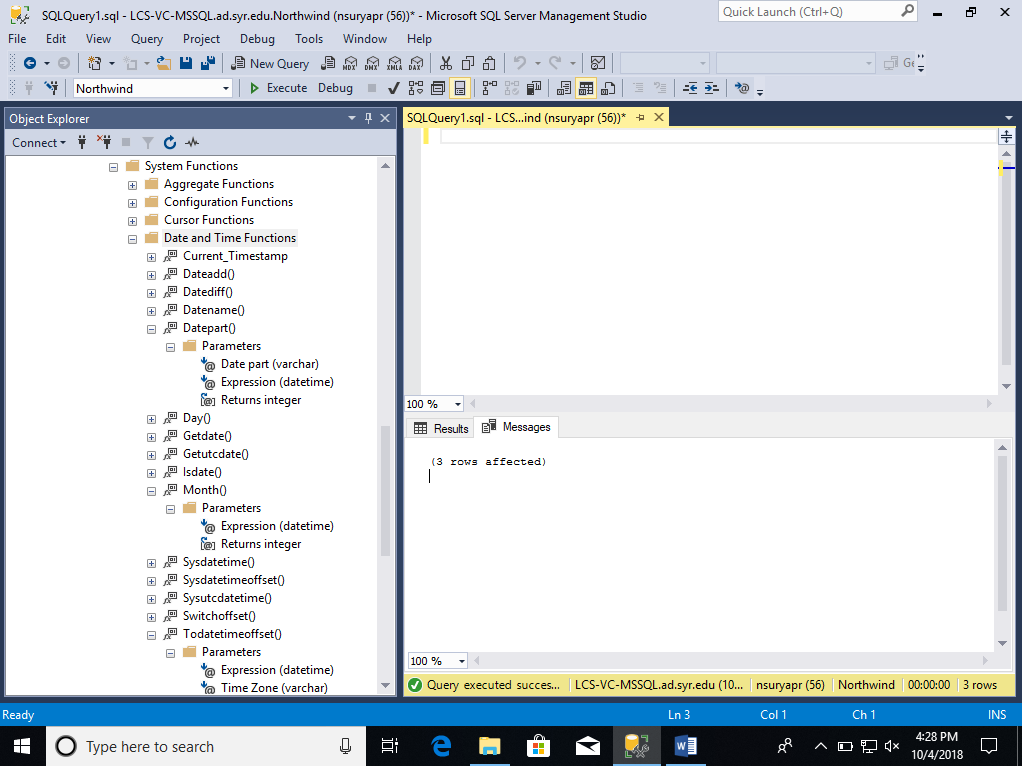 SQLQuery1.sql - LCS-VC-MSSQL.ad.syr.edu.Northwind (nsuryapr (56))* - Microsoft SQL Server Management Studio
Quick Launch (Ctrl+Q)
File Edit View Query Project Debug Tools Window Help
New Query MDX DMX XMLA DAX Ge
Northwind Execute Debug
Object Explorer
SQLQuery1.sql - LCS...ind (nsuryapr (56))*
Connect
System Functions
Aggregate Functions
Configuration Functions
Cursor Functions
Date and Time Functions
Current_Timestamp
Dateadd()
Datediff()
Datename()
Datepart()
Parameters
Date part (varchar)
Expression (datetime)
Returns integer
Day()
Getdate()
Getutcdate()
Isdate()
Month()
Parameters
Expression (datetime)
Returns integer
Sysdatetime()
Sysdatetimeoffset()
Sysutcdatetime()
Switchoffset()
Todatetimeoffset()
Parameters
Expression (datetime)
Time Zone (varchar)
100 %
Results Messages
(3 rows affected)
100 %
Query executed succes... LCS-VC-MSSQL.ad.syr.edu (10... nsuryapr (56) Northwind 00:00:00 3 rows
Ready Ln 3 Col 1 Ch 1 INS
Type here to search
4:28 PM
10/4/2018